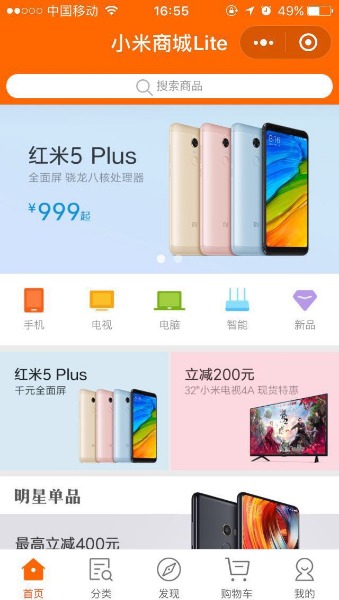 中国移动 16:55 49%
小米商城Lite
搜索商品
红米5 Plus
全面屏 骁龙八核处理器
¥999起
手机 电视 电脑 智能 新品
红米5 Plus
千元全面屏
立减200元
32"小米电视4A 现货特惠
明星单品
最高立减400元
首页 分类 发现 购物车 我的